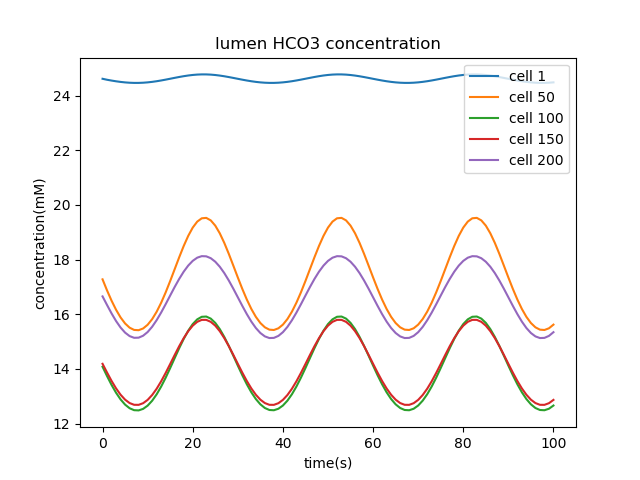 lumen HCO3 concentration
cell 1
cell 50
cell 100
cell 150
cell 200
concentration(mM)
24
22
20
18
16
14
12
0 20 40 60 80 100
time(s)